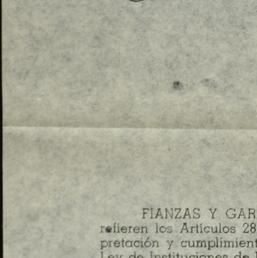 FIANZAS Y GAR
refieren los Artículos 28
pretación y cumplimient
Ley de Instituciones de